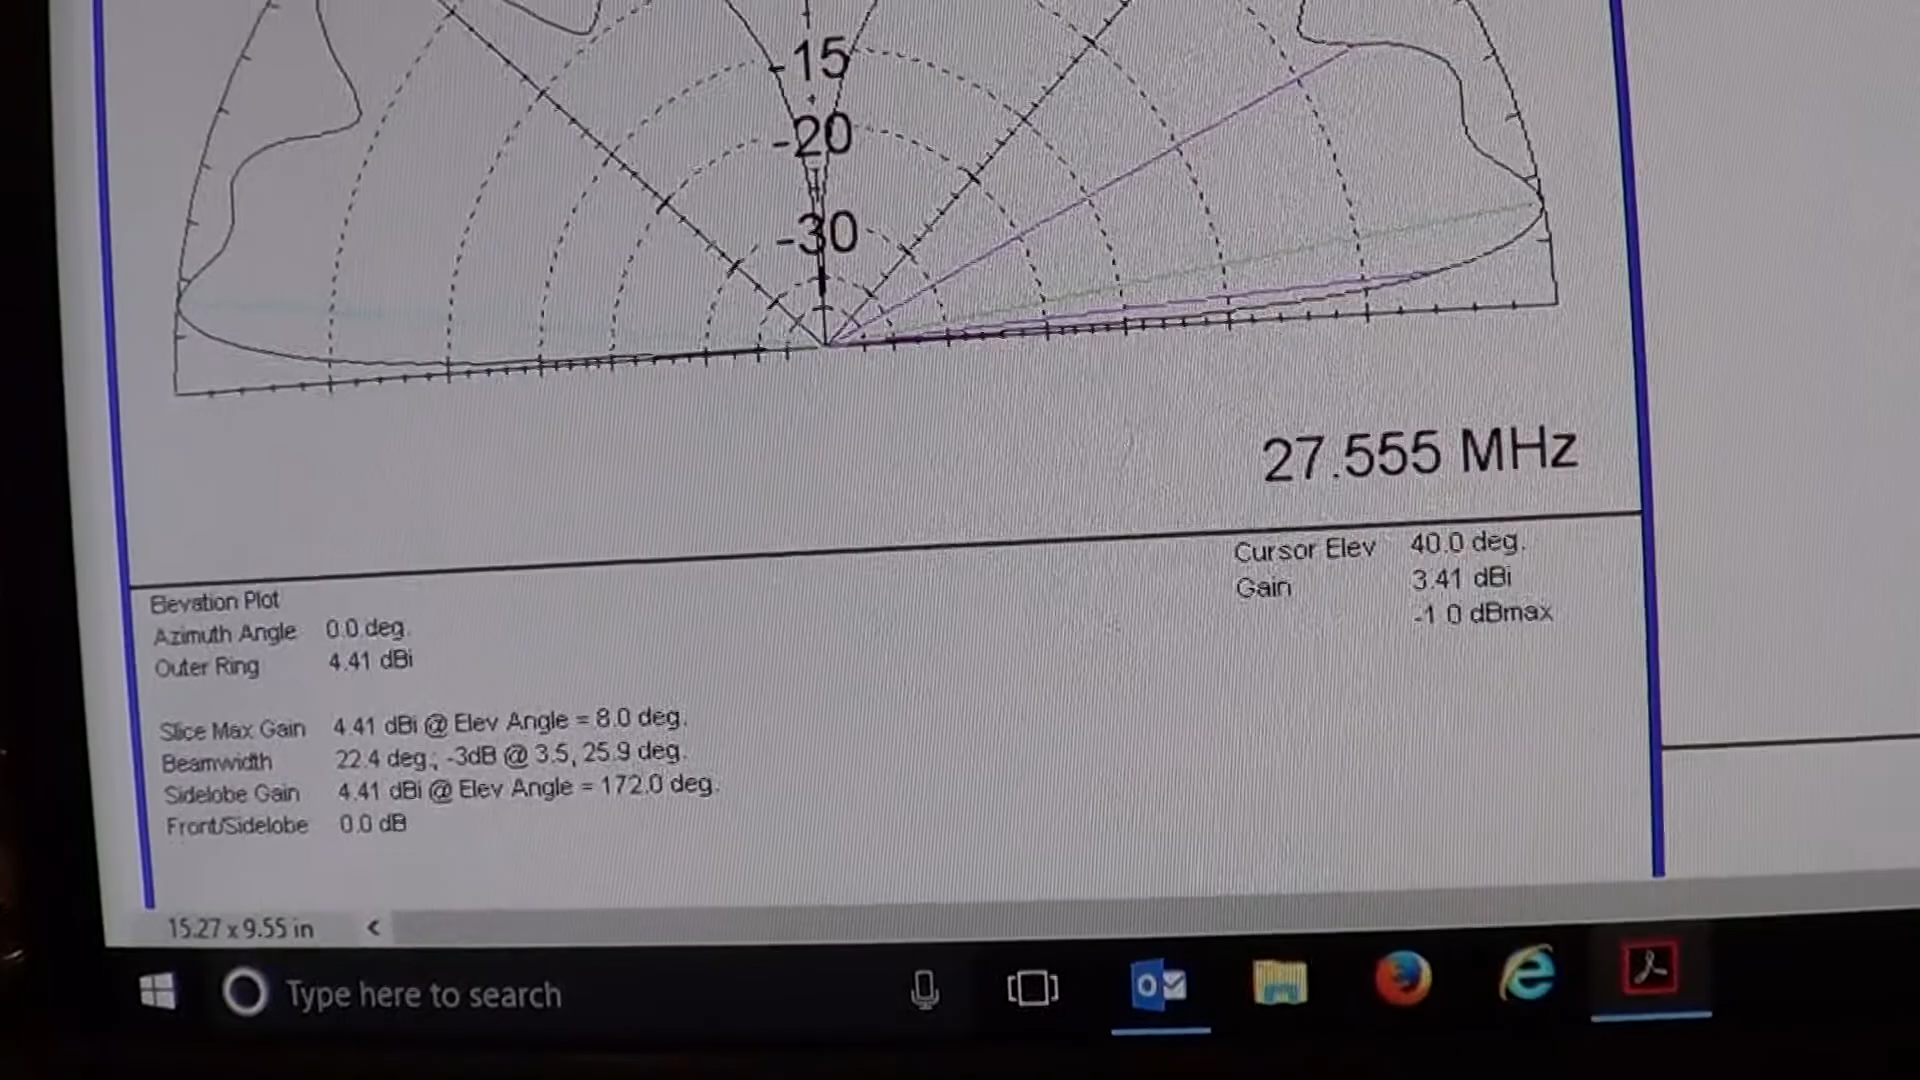 -15
-20
-30
27.555 MHz
Cursor Elev 40.0 deg.
Gain 3.41 dBi
-1.0 dBmax
Elevation Plot
Azimuth Angle 0.0 deg.
Outer Ring 4.41 dBi
Slice Max Gain 4.41 dBi @ Elev Angle = 8.0 deg.
Beamwidth 22.4 deg.; -3dB @ 3.5, 25.9 deg.
Sidelobe Gain 4.41 dBi @ Elev Angle = 172.0 deg.
Front/Sidelobe 0.0 dB
15.27 x 9.55 in <
Type here to search